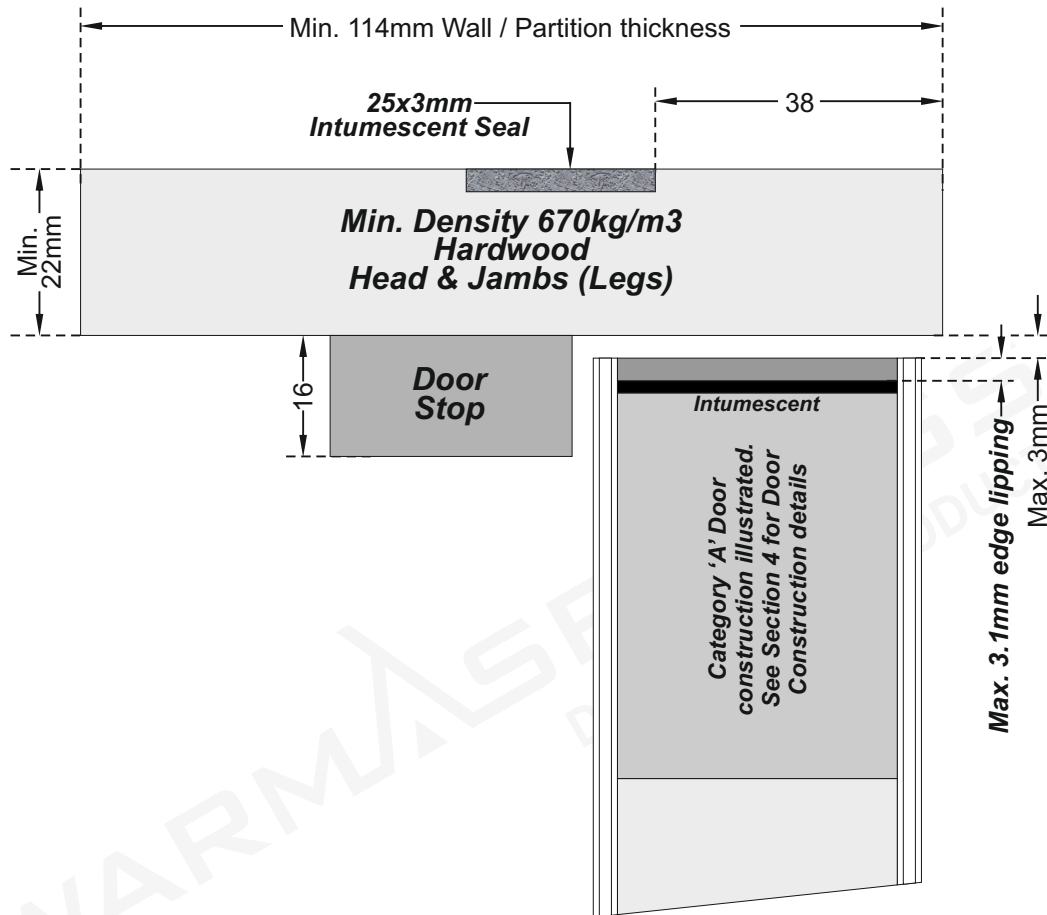 Min. 114mm Wall / Partition thickness
25x3mm
Intumescent Seal
38
Min.
22mm
Min. Density 670kg/m3
Hardwood
Head & Jambs (Legs)
16
Door
Stop
Intumescent
Category ‘A’ Door
construction illustrated.
See Section 4 for Door
Construction details
Max. 3.1mm edge lipping
Max. 3mm